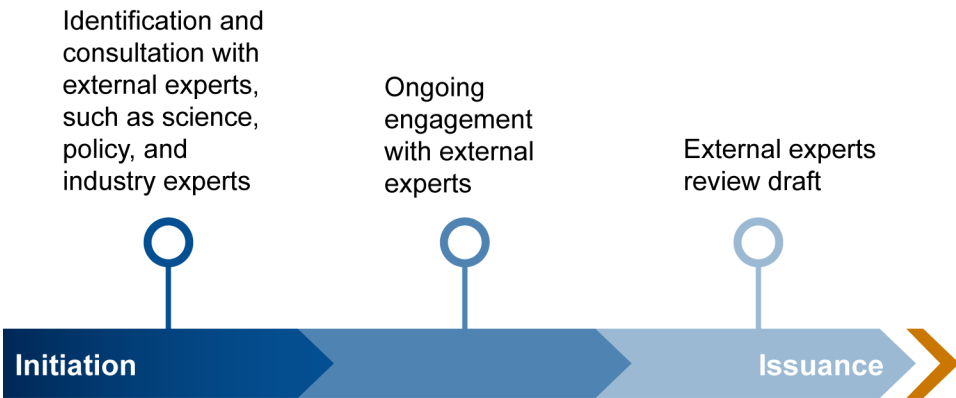 Identification and
consultation with
external experts,
such as science,
policy, and
industry experts
Ongoing
engagement
with external
experts
External experts
review draft
Initiation
Issuance